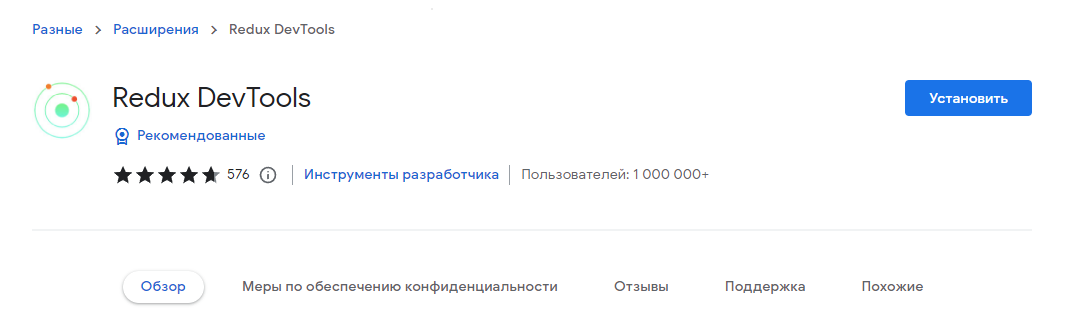 Разные > Расширения > Redux DevTools
Redux DevTools
Установить
Рекомендованные
576 Инструменты разработчика Пользователей: 1 000 000+
Обзор Меры по обеспечению конфиденциальности Отзывы Поддержка Похожие